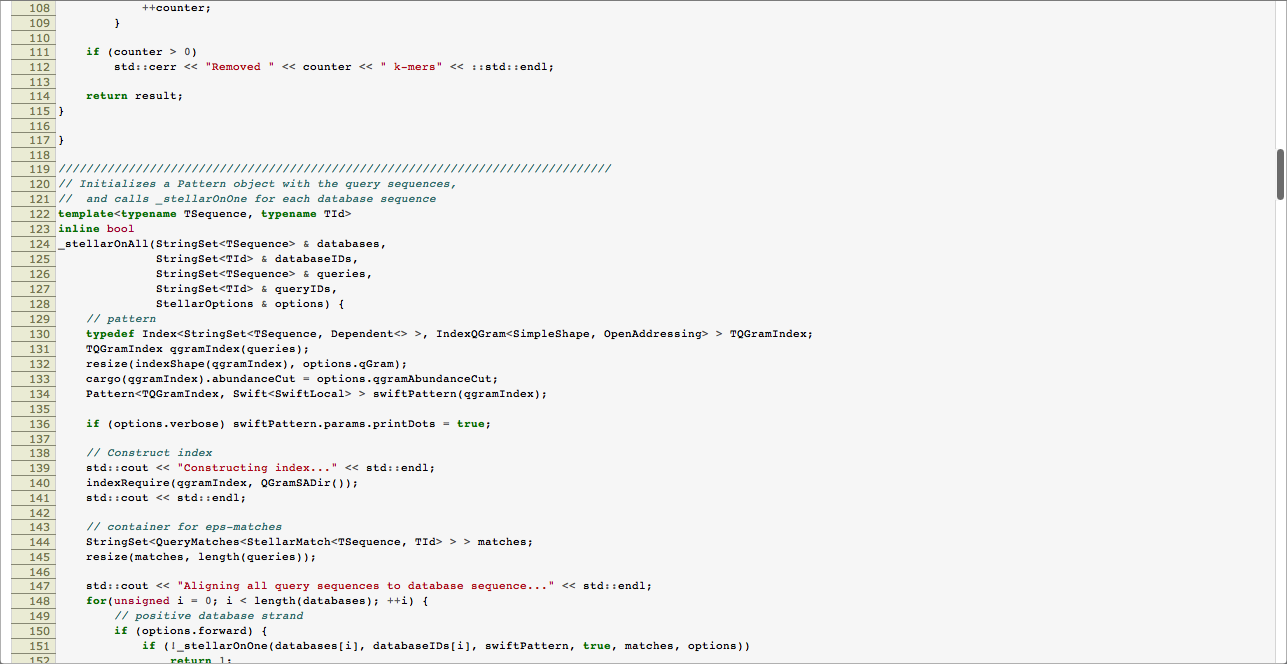 108             ++counter;
109         }
110
111     if (counter > 0)
112         std::cerr << "Removed " << counter << " k-mers" << ::std::endl;
113
114     return result;
115 }
116
117 }
118
119 ///////////////////////////////////////////////////////////////////////////////
120 // Initializes a Pattern object with the query sequences,
121 //  and calls _stellarOnOne for each database sequence
122 template<typename TSequence, typename TId>
123 inline bool
124 _stellarOnAll(StringSet<TSequence> & databases,
125               StringSet<TId> & databaseIDs,
126               StringSet<TSequence> & queries,
127               StringSet<TId> & queryIDs,
128               StellarOptions & options) {
129     // pattern
130     typedef Index<StringSet<TSequence, Dependent<> >, IndexQGram<SimpleShape, OpenAddressing> > TQGramIndex;
131     TQGramIndex qgramIndex(queries);
132     resize(indexShape(qgramIndex), options.qGram);
133     cargo(qgramIndex).abundanceCut = options.qgramAbundanceCut;
134     Pattern<TQGramIndex, Swift<SwiftLocal> > swiftPattern(qgramIndex);
135
136     if (options.verbose) swiftPattern.params.printDots = true;
137
138     // Construct index
139     std::cout << "Constructing index..." << std::endl;
140     indexRequire(qgramIndex, QGramSADir());
141     std::cout << std::endl;
142
143     // container for eps-matches
144     StringSet<QueryMatches<StellarMatch<TSequence, TId> > > matches;
145     resize(matches, length(queries));
146
147     std::cout << "Aligning all query sequences to database sequence..." << std::endl;
148     for(unsigned i = 0; i < length(databases); ++i) {
149         // positive database strand
150         if (options.forward) {
151             if (!_stellarOnOne(databases[i], databaseIDs[i], swiftPattern, true, matches, options))
152                 return 1;